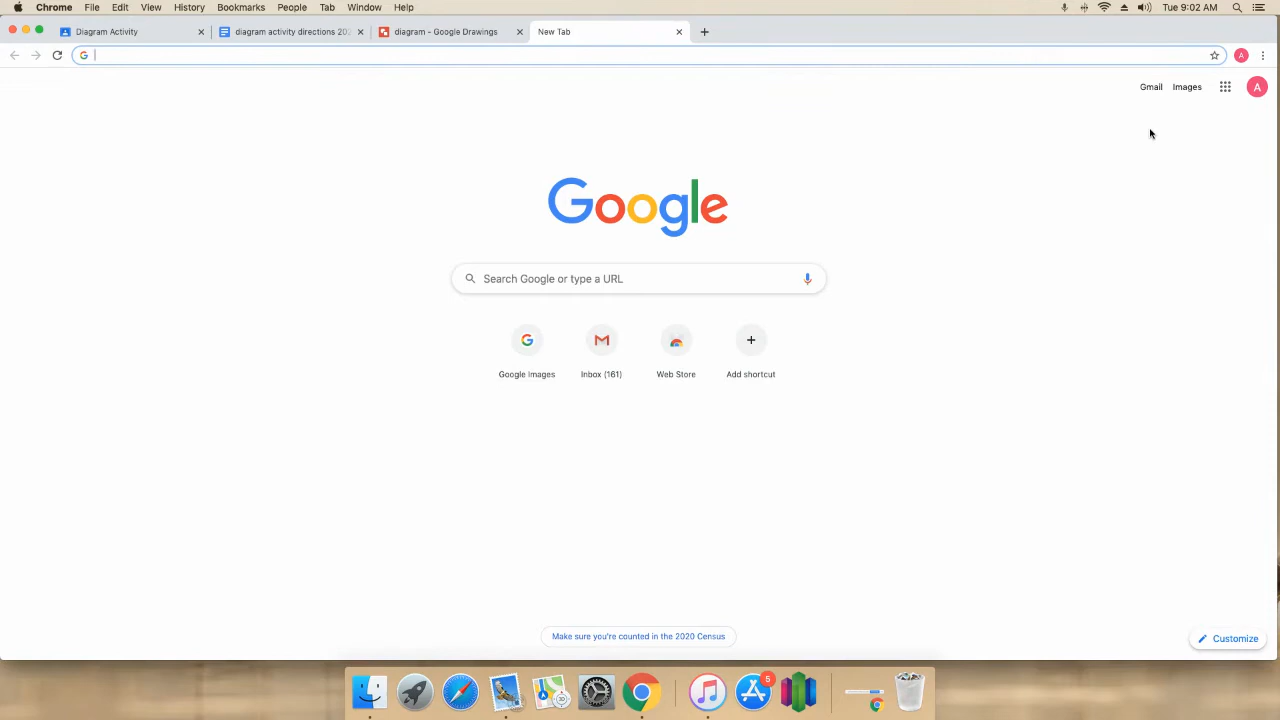 Chrome File Edit View History Bookmarks People Tab Window Help Tue 9:02 AM
Diagram Activity diagram activity directions 20 diagram - Google Drawings New Tab
A
Gmail Images A
Google
Search Google or type a URL
Google Images Inbox (161) Web Store Add shortcut
Make sure you're counted in the 2020 Census
Customize
5